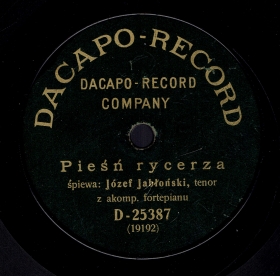 DACAPO-RECORD
DACAPO-RECORD
COMPANY
Pieśń rycerza
śpiewa: Józef Jabłoński, tenor
z akomp. fortepianu
D-25387
(19192)